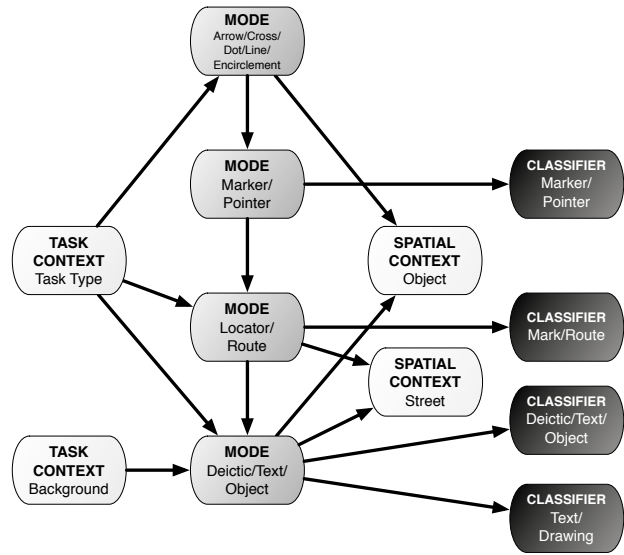 MODE
Arrow/Cross/
Dot/Line/
Encirclement
MODE
Marker/
Pointer
CLASSIFIER
Marker/
Pointer
TASK
CONTEXT
Task Type
SPATIAL
CONTEXT
Object
MODE
Locator/
Route
CLASSIFIER
Mark/Route
SPATIAL
CONTEXT
Street
CLASSIFIER
Deictic/Text/
Object
TASK
CONTEXT
Background
MODE
Deictic/Text/
Object
CLASSIFIER
Text/
Drawing